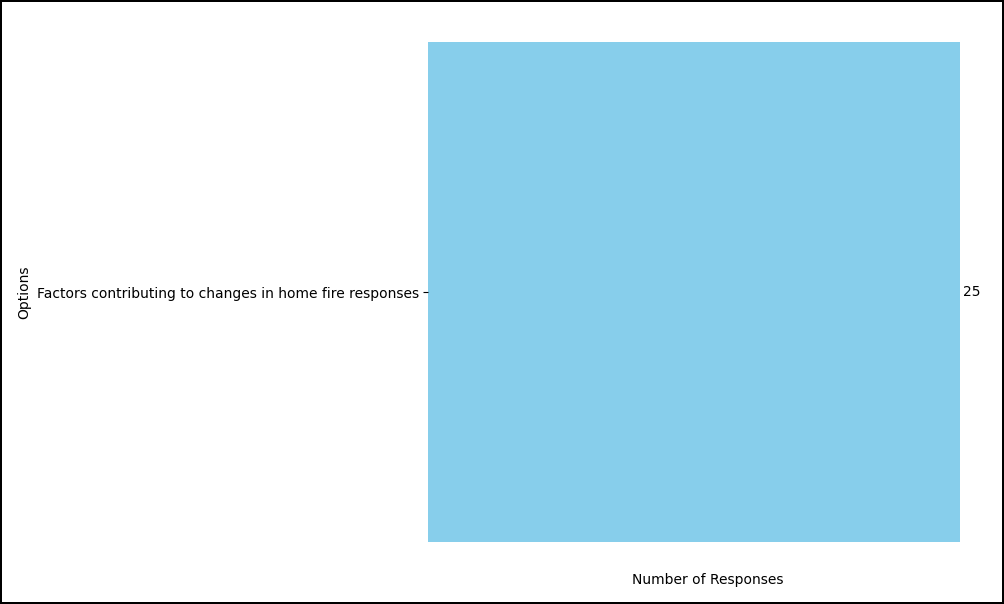 Options
Factors contributing to changes in home fire responses
25
Number of Responses